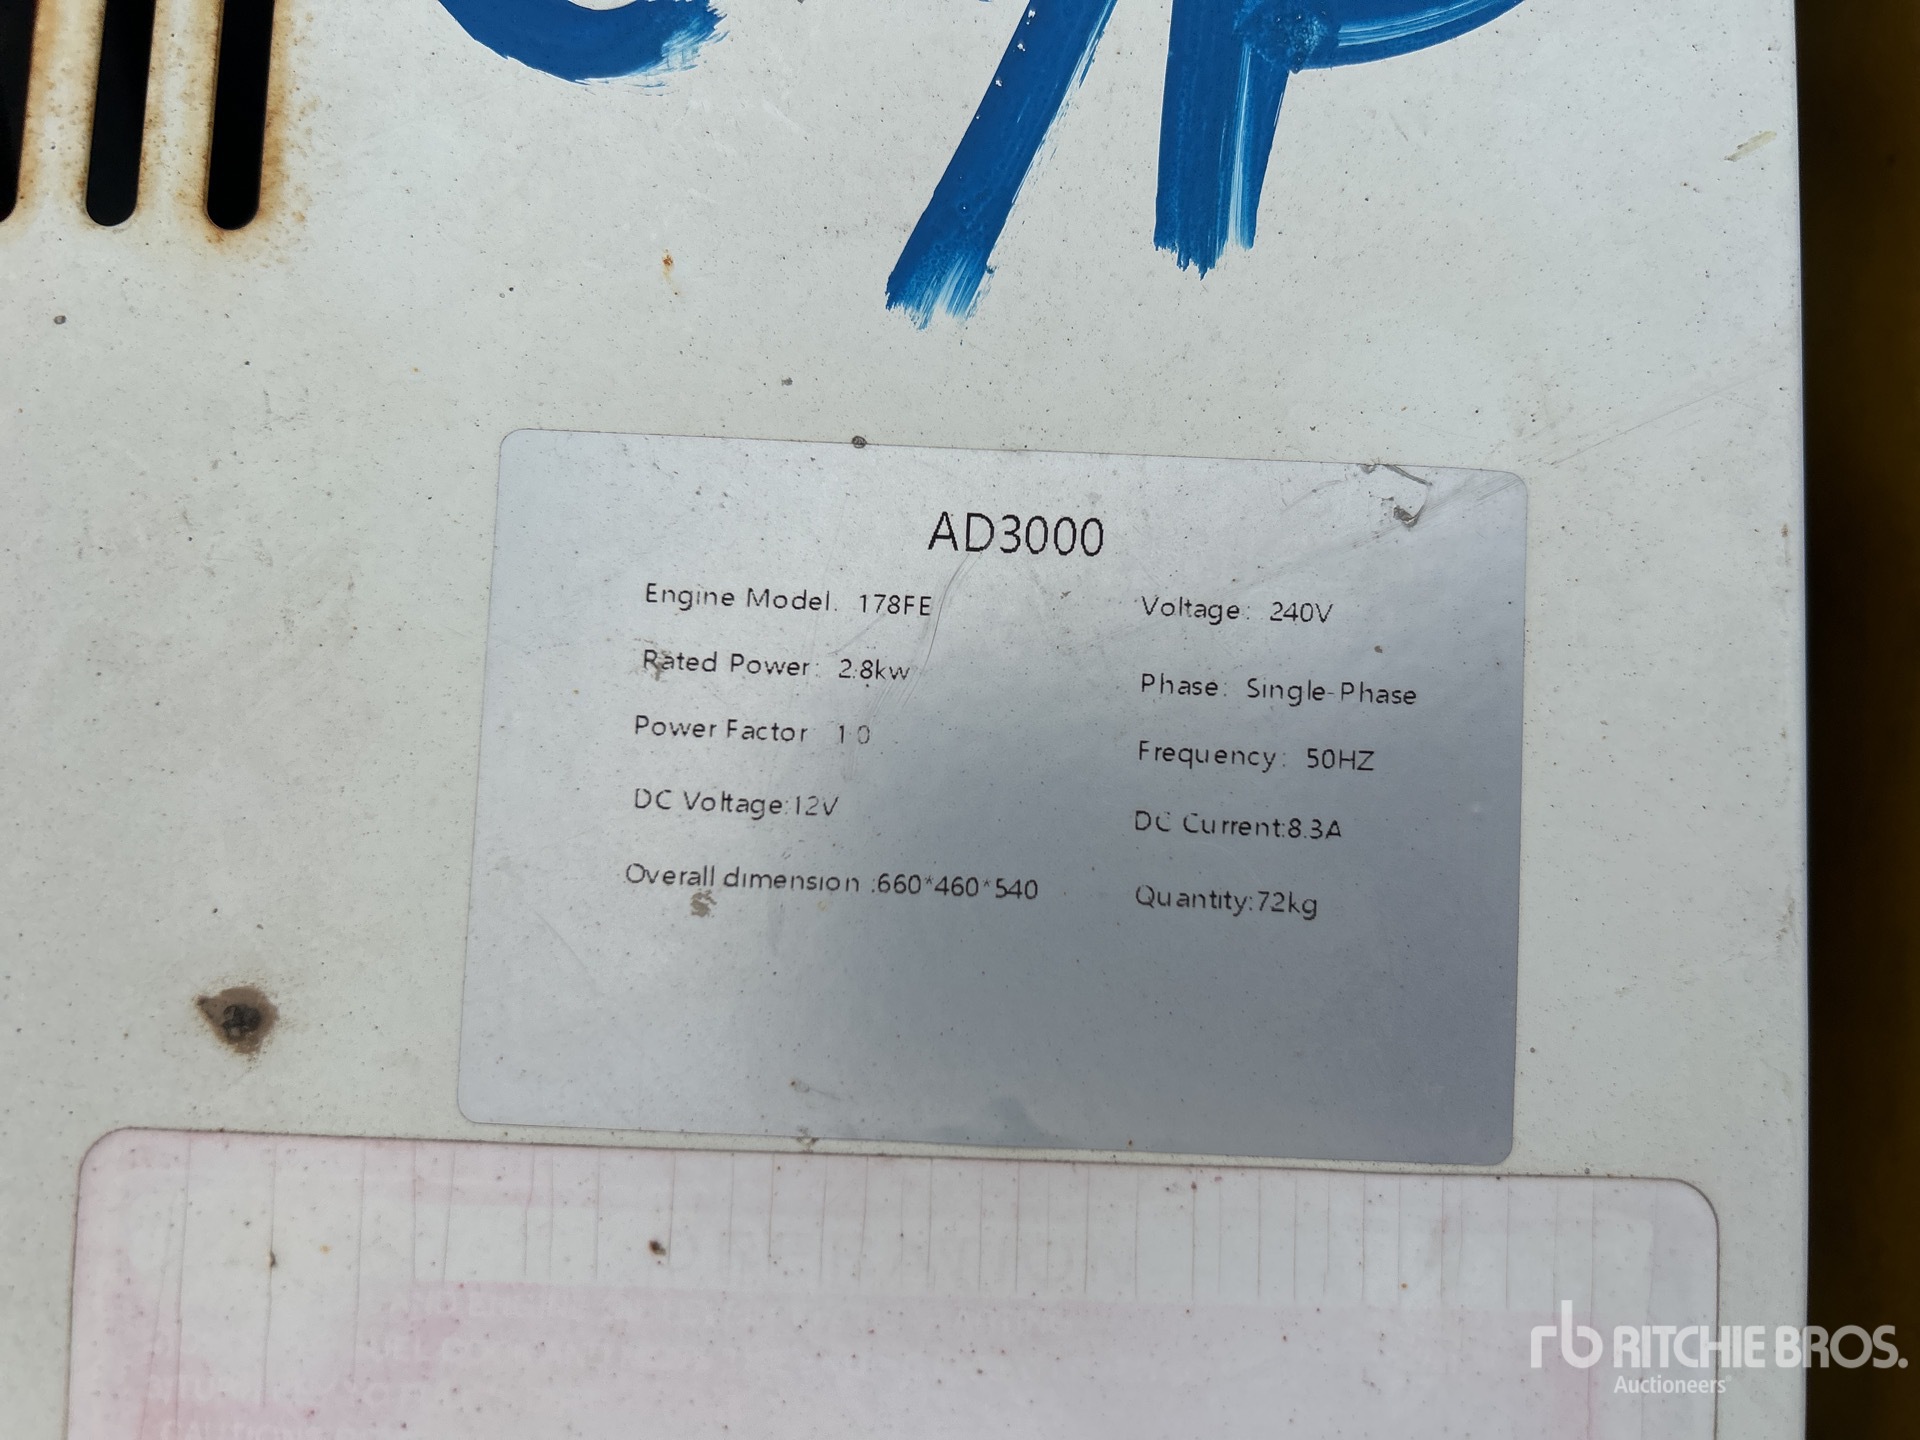 AD3000
Engine Model: 178FE
Voltage: 240V
Rated Power: 2.8kw
Phase: Single-Phase
Power Factor 1.0
Frequency: 50HZ
DC Voltage:12V
DC Current:8.3A
Overall dimension :660*460*540
Quantity:72kg
rb RITCHIE BROS.
Auctioneers